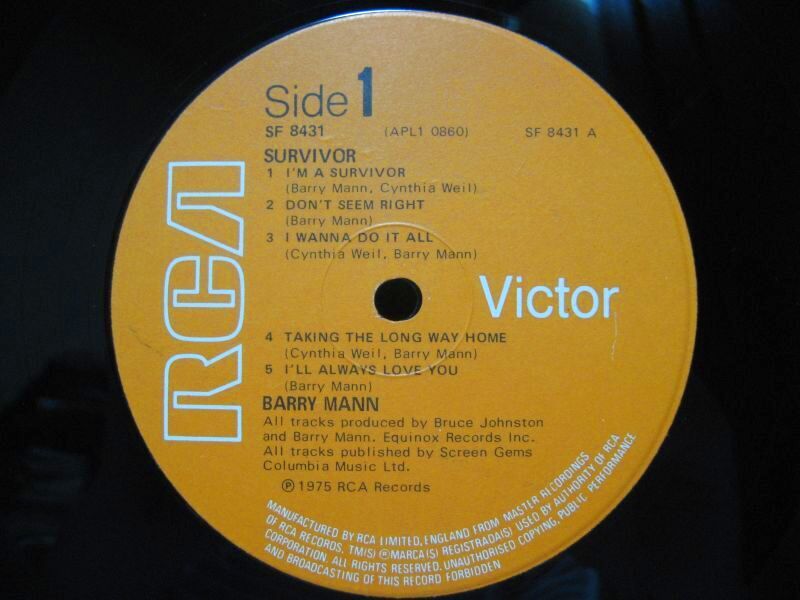 Side 1
SF 8431 (APL1 0860) SF 8431 A
SURVIVOR
1 I'M A SURVIVOR
(Barry Mann, Cynthia Weil)
2 DON'T SEEM RIGHT
(Barry Mann)
3 I WANNA DO IT ALL
(Cynthia Weil, Barry Mann)
RCA
Victor
4 TAKING THE LONG WAY HOME
(Cynthia Weil, Barry Mann)
5 I'LL ALWAYS LOVE YOU
(Barry Mann)
BARRY MANN
All tracks produced by Bruce Johnston
and Barry Mann. Equinox Records Inc.
All tracks published by Screen Gems
Columbia Music Ltd.
Ⓟ 1975 RCA Records
MANUFACTURED BY RCA LIMITED, ENGLAND FROM MASTER RECORDINGS
OF RCA RECORDS. TM(S) ® MARCA(S) REGISTRADA(S) USED BY AUTHORITY OF RCA
CORPORATION. ALL RIGHTS RESERVED. UNAUTHORISED COPYING, PUBLIC PERFORMANCE
AND BROADCASTING OF THIS RECORD FORBIDDEN